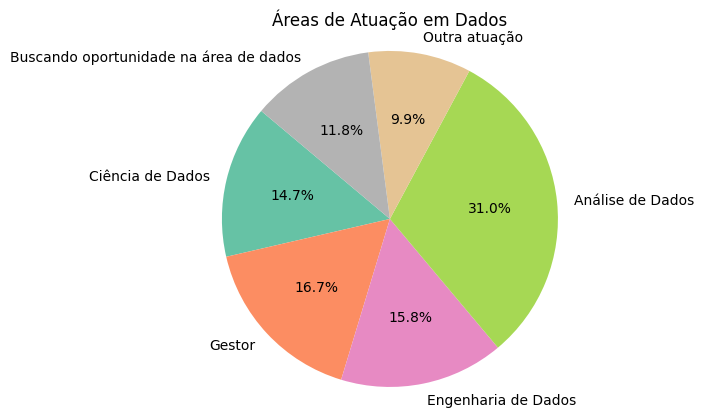 Áreas de Atuação em Dados
Outra atuação
Buscando oportunidade na área de dados
9.9%
11.8%
Ciência de Dados
14.7%
Análise de Dados
31.0%
16.7%
15.8%
Gestor
Engenharia de Dados